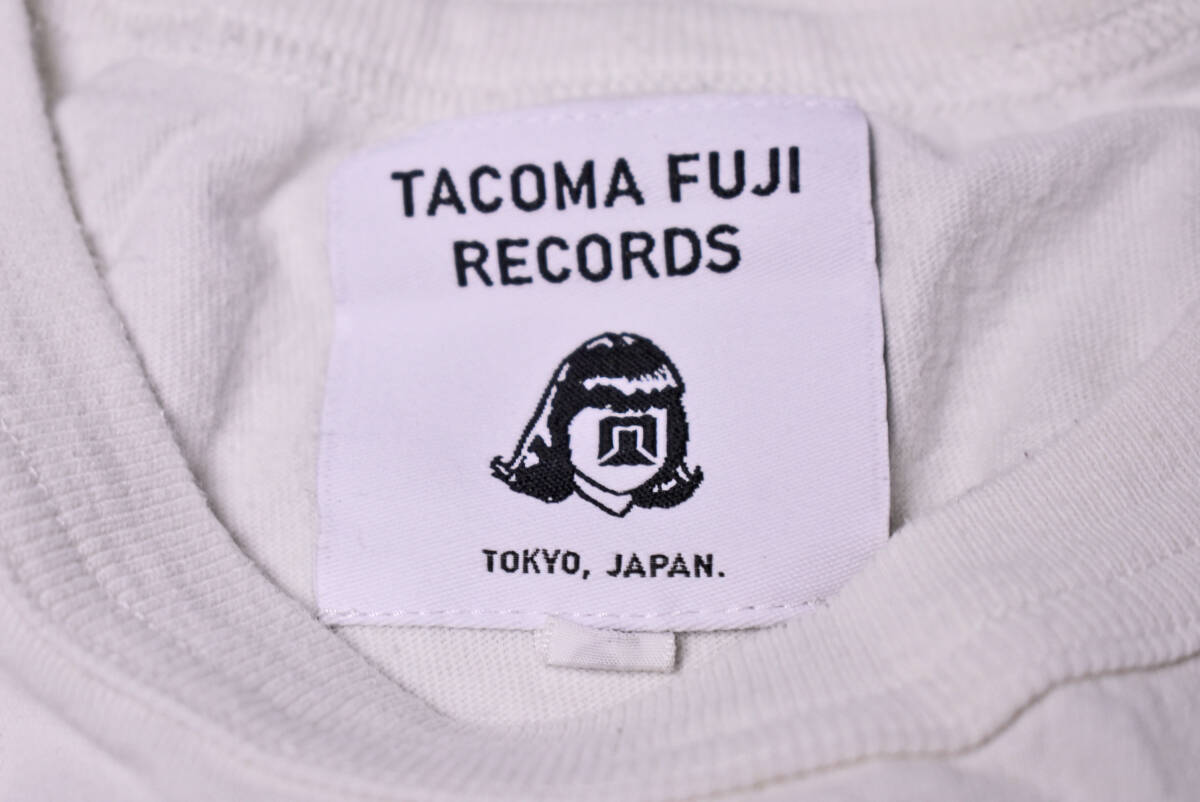 TACOMA FUJI
RECORDS
TOKYO, JAPAN.